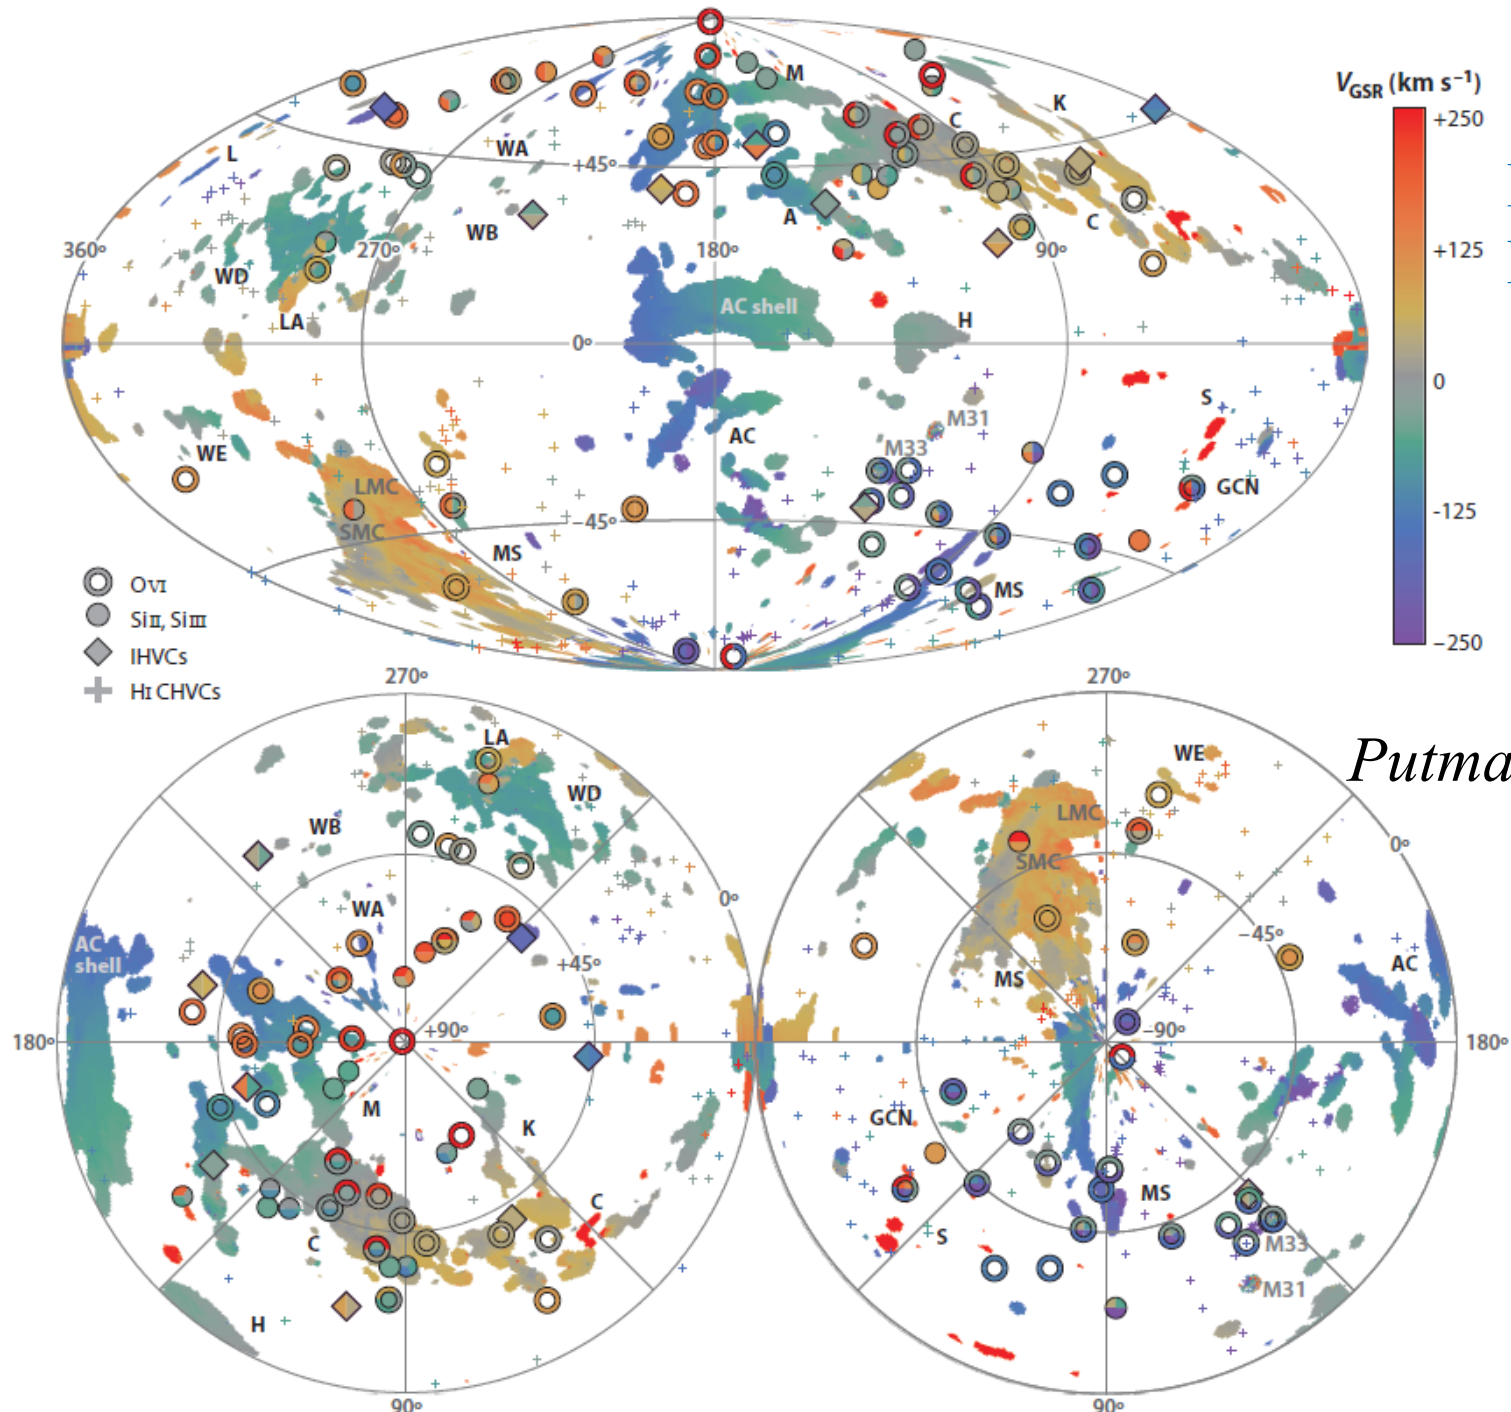 V_GSR (km s⁻¹)
+250
+125
0
-125
-250
M
K
C
L
WA
+45°
A
WB
C
360°
270°
180°
90°
WD
AC shell
LA
H
0°
S
M31
AC
M33
WE
LMC
GCN
SMC
-45°
MS
MS
O VI
Si II, Si III
IHVCs
H I CHVCs
270°
LA
WD
WB
WA
0°
AC
shell
+45°
180°
+90°
M
K
C
C
H
90°
270°
Putma
WE
LMC
0°
SMC
-45°
AC
MS
-90°
180°
GCN
MS
S
M33
M31
90°